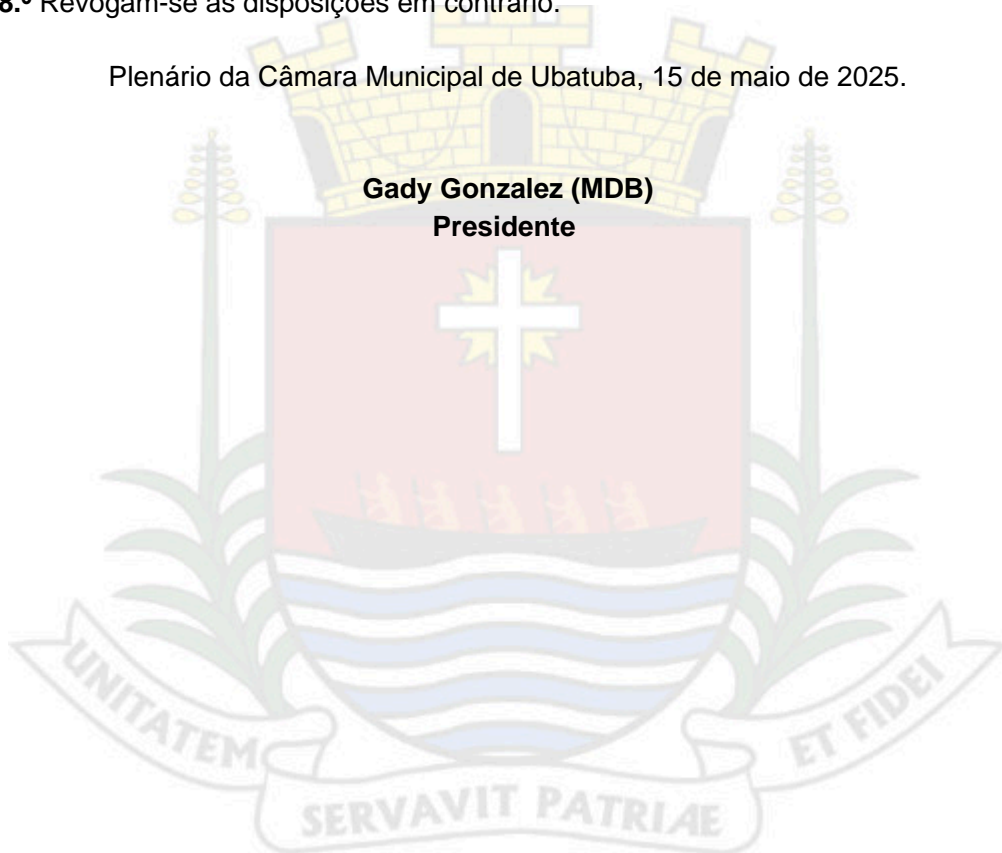 8.º Revogam-se as disposições em contrário.
Plenário da Câmara Municipal de Ubatuba, 15 de maio de 2025.
Gady Gonzalez (MDB)
Presidente
UNITATEM
SERVAVIT PATRIAE
ET FIDEI